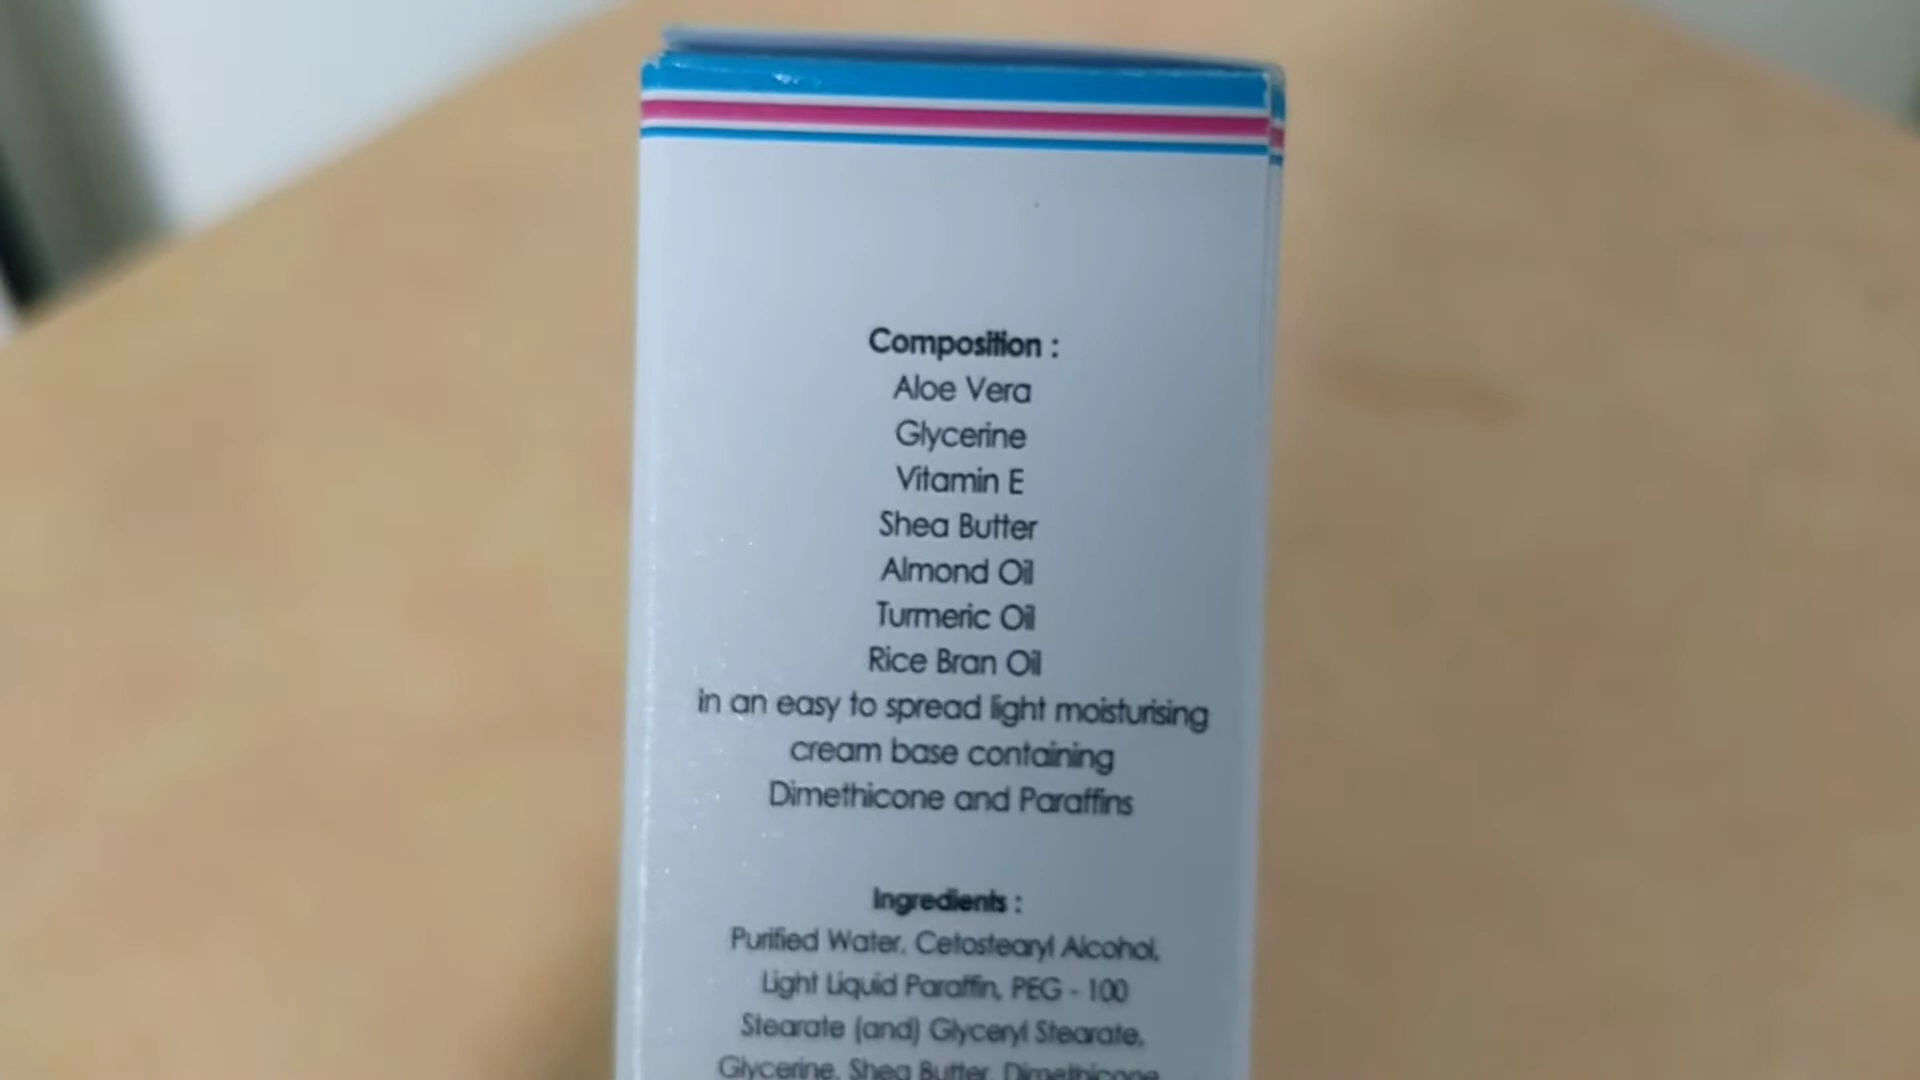 Composition :
Aloe Vera
Glycerine
Vitamin E
Shea Butter
Almond Oil
Turmeric Oil
Rice Bran Oil
in an easy to spread light moisturising
cream base containing
Dimethicone and Paraffins
Ingredients :
Purified Water, Cetostearyl Alcohol,
Light Liquid Paraffin, PEG - 100
Stearate (and) Glyceryl Stearate,
Glycerine, Shea Butter, Dimethicone